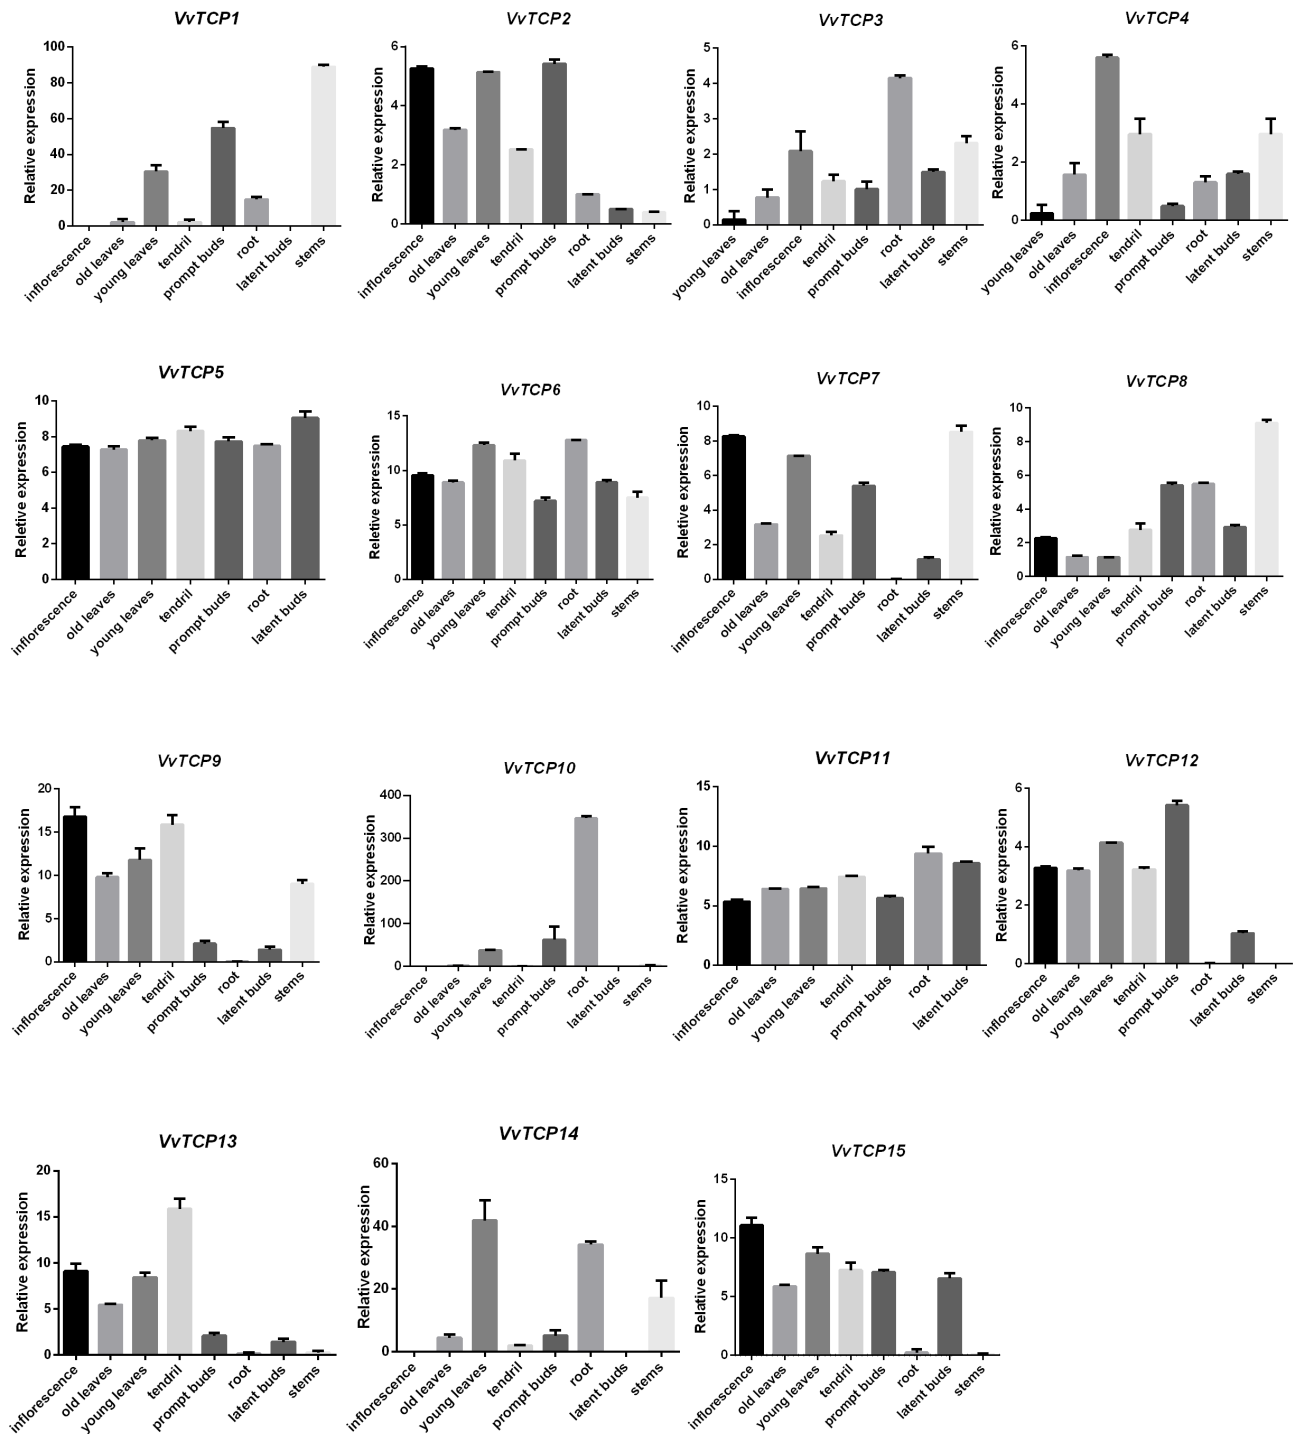 VvTCP1
Relative expression
100
80
60
40
20
0
inflorescence
old leaves
young leaves
tendril
prompt buds
root
latent buds
stems
VvTCP2
Relative expression
6
4
2
0
inflorescence
old leaves
young leaves
tendril
prompt buds
root
latent buds
stems
VvTCP3
Relative expression
5
4
3
2
1
0
young leaves
old leaves
inflorescence
tendril
prompt buds
root
latent buds
stems
VvTCP4
Relative expression
6
4
2
0
young leaves
old leaves
inflorescence
tendril
prompt buds
root
latent buds
stems
VvTCP5
Reletive expression
10
8
6
4
2
0
inflorescence
old leaves
young leaves
tendril
prompt buds
root
latent buds
VvTCP6
Reletive expression
15
10
5
0
inflorescence
old leaves
young leaves
tendril
prompt buds
root
latent buds
stems
VvTCP7
Reletive expression
10
8
6
4
2
0
inflorescence
old leaves
young leaves
tendril
prompt buds
root
latent buds
stems
VvTCP8
Relative expression
10
8
6
4
2
0
inflorescence
old leaves
young leaves
tendril
prompt buds
root
latent buds
stems
VvTCP9
Relative expression
20
15
10
5
0
inflorescence
old leaves
young leaves
tendril
prompt buds
root
latent buds
stems
VvTCP10
Relative expression
400
300
200
100
0
inflorescence
old leaves
young leaves
tendril
prompt buds
root
latent buds
stems
VvTCP11
Relative expression
15
10
5
0
inflorescence
old leaves
young leaves
tendril
prompt buds
root
latent buds
VvTCP12
Relative expression
6
4
2
0
inflorescence
old leaves
young leaves
tendril
prompt buds
root
latent buds
stems
VvTCP13
Relative expression
20
15
10
5
0
inflorescence
old leaves
young leaves
tendril
prompt buds
root
latent buds
stems
VvTCP14
Relative expression
60
40
20
0
inflorescence
old leaves
young leaves
tendril
prompt buds
root
latent buds
stems
VvTCP15
Relative expression
15
10
5
0
inflorescence
old leaves
young leaves
tendril
prompt buds
root
latent buds
stems